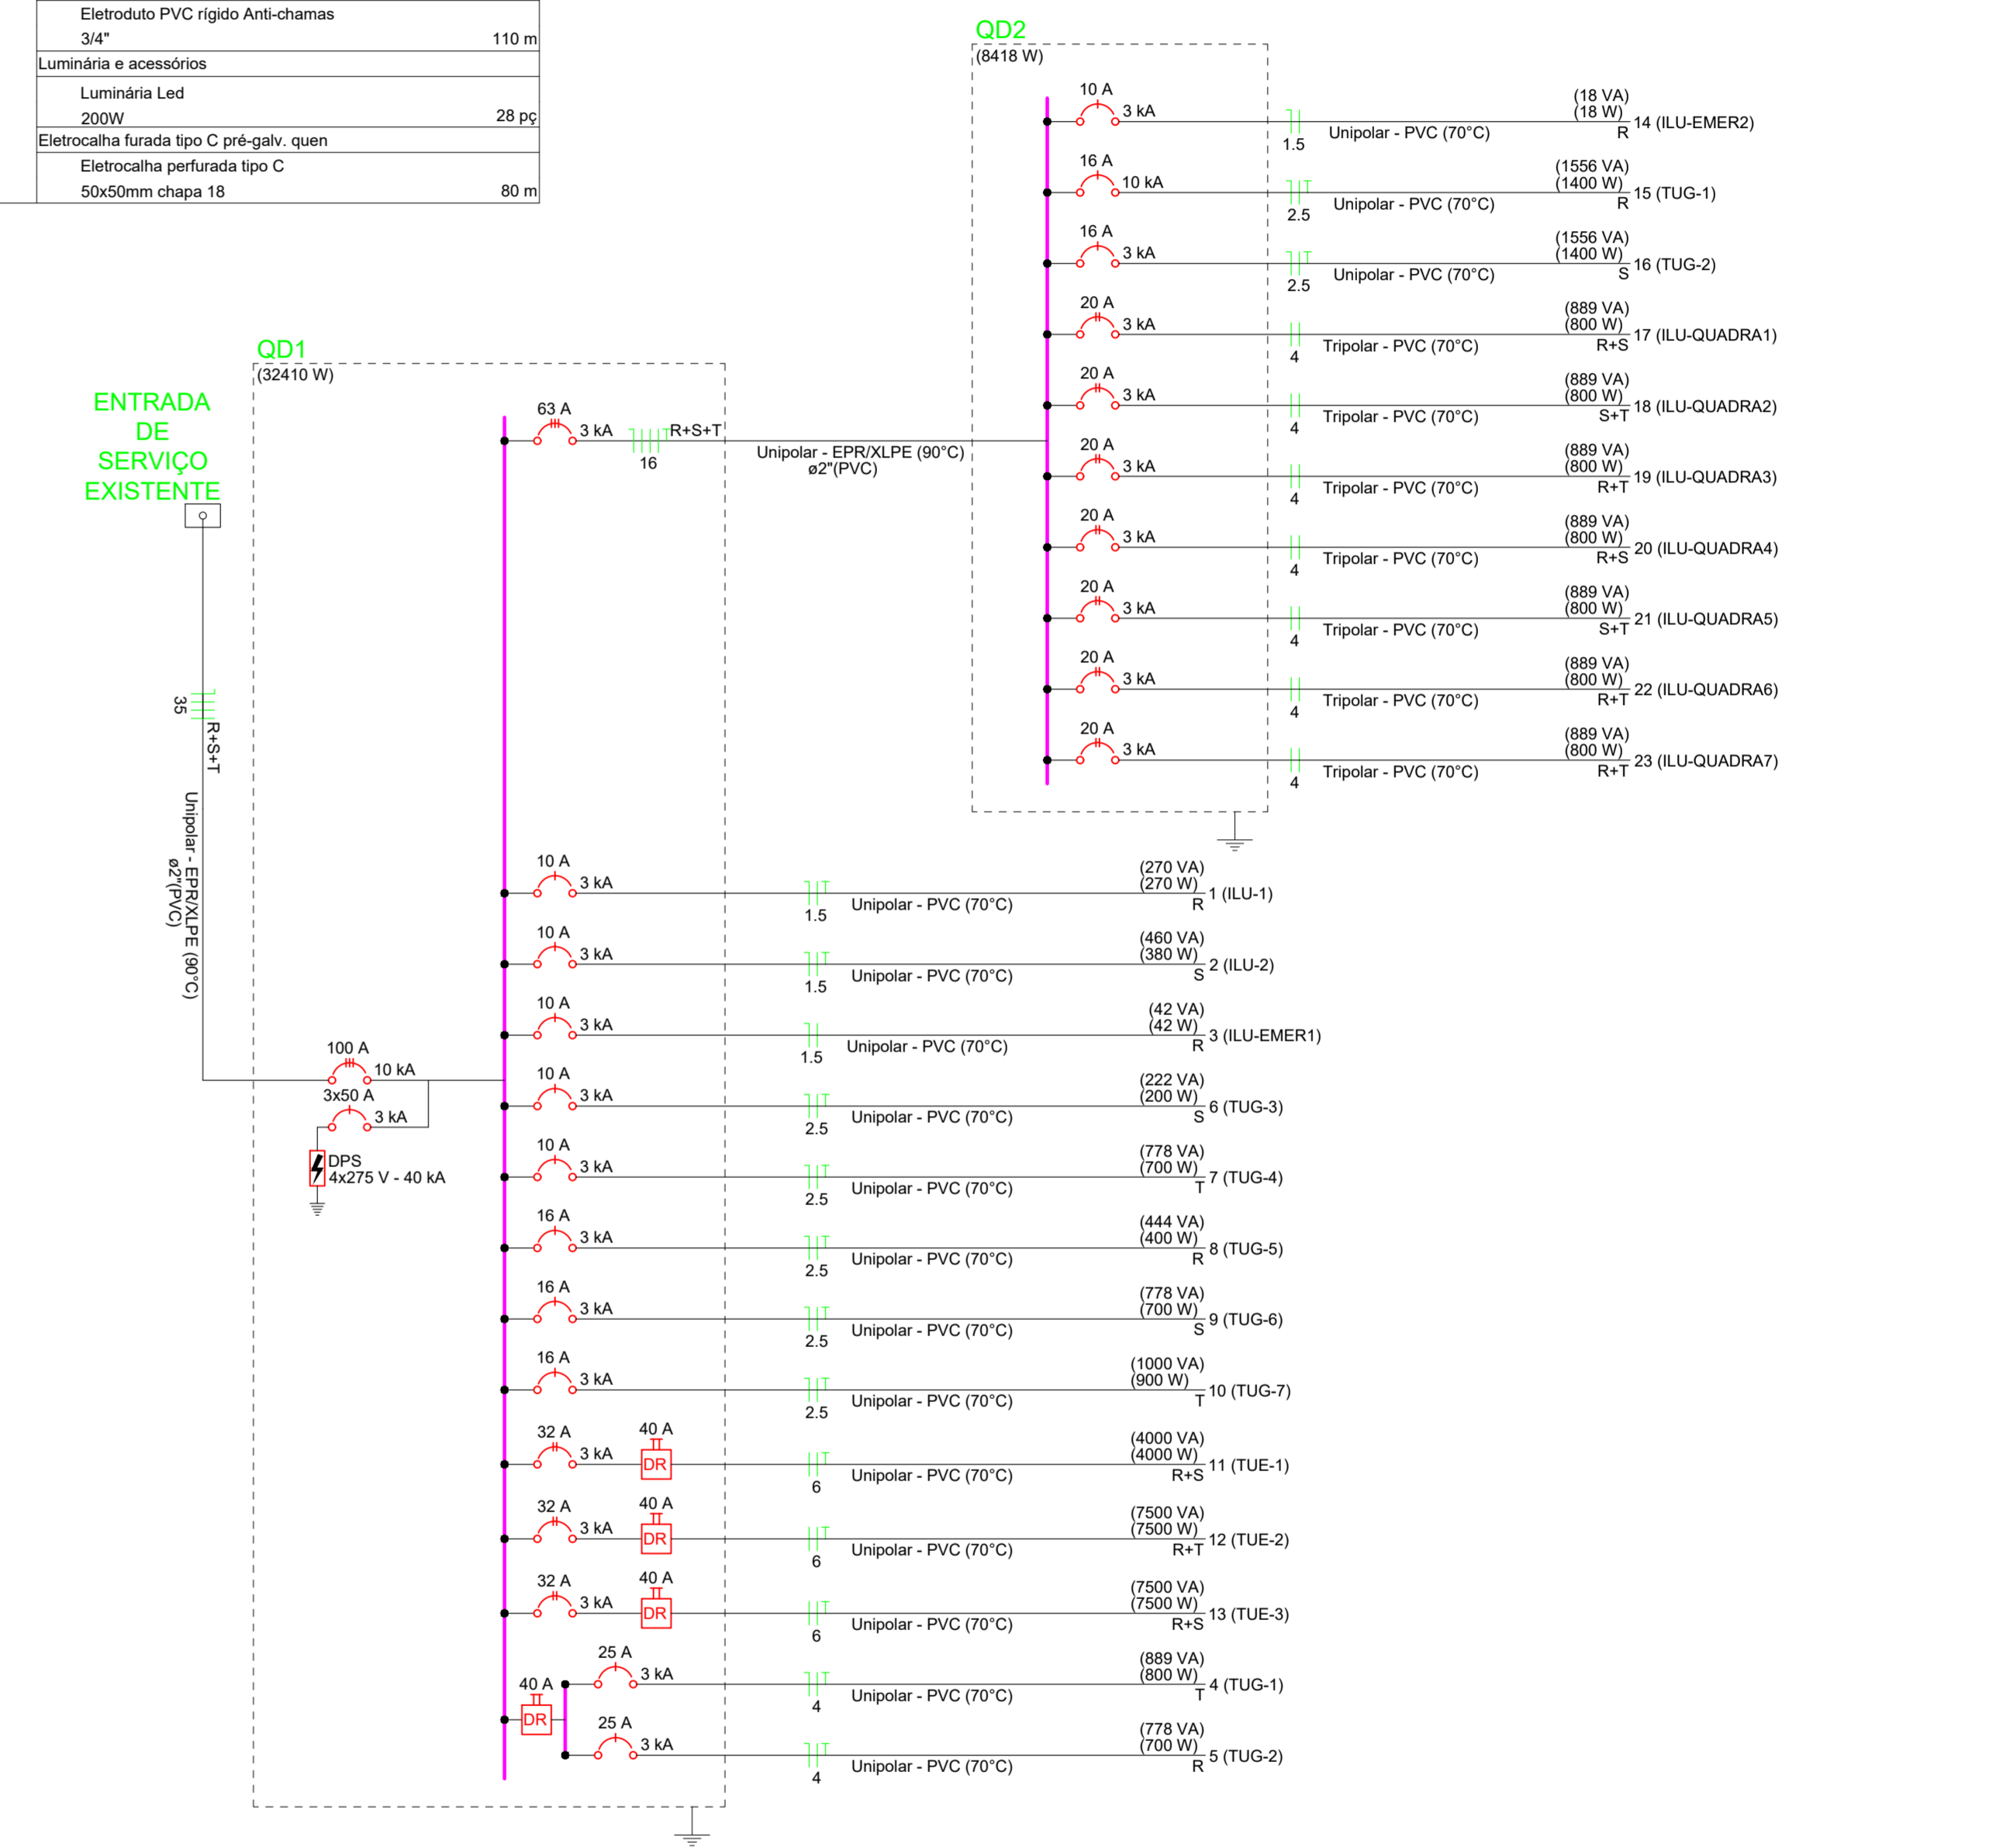 Eletroduto PVC rígido Anti-chamas
3/4" 110 m
Luminária e acessórios
Luminária Led
200W 28 pç
Eletrocalha furada tipo C pré-galv. quen
Eletrocalha perfurada tipo C
50x50mm chapa 18 80 m
QD2
(8418 W)
10 A
3 kA
1.5
Unipolar - PVC (70°C)
(18 VA)
(18 W)
R
14 (ILU-EMER2)
16 A
10 kA
2.5
Unipolar - PVC (70°C)
(1556 VA)
(1400 W)
R
15 (TUG-1)
16 A
3 kA
2.5
Unipolar - PVC (70°C)
(1556 VA)
(1400 W)
S
16 (TUG-2)
20 A
3 kA
4
Tripolar - PVC (70°C)
(889 VA)
(800 W)
R+S
17 (ILU-QUADRA1)
20 A
3 kA
4
Tripolar - PVC (70°C)
(889 VA)
(800 W)
S+T
18 (ILU-QUADRA2)
20 A
3 kA
4
Tripolar - PVC (70°C)
(889 VA)
(800 W)
R+T
19 (ILU-QUADRA3)
20 A
3 kA
4
Tripolar - PVC (70°C)
(889 VA)
(800 W)
R+S
20 (ILU-QUADRA4)
20 A
3 kA
4
Tripolar - PVC (70°C)
(889 VA)
(800 W)
S+T
21 (ILU-QUADRA5)
20 A
3 kA
4
Tripolar - PVC (70°C)
(889 VA)
(800 W)
R+T
22 (ILU-QUADRA6)
20 A
3 kA
4
Tripolar - PVC (70°C)
(889 VA)
(800 W)
R+T
23 (ILU-QUADRA7)
QD1
(32410 W)
ENTRADA
DE
SERVIÇO
EXISTENTE
35
R+S+T
Unipolar - EPR/XLPE (90°C)
ø2"(PVC)
100 A
10 kA
3x50 A
3 kA
DPS
4x275 V - 40 kA
63 A
3 kA
16
R+S+T
Unipolar - EPR/XLPE (90°C)
ø2"(PVC)
10 A
3 kA
1.5
Unipolar - PVC (70°C)
(270 VA)
(270 W)
R
1 (ILU-1)
10 A
3 kA
1.5
Unipolar - PVC (70°C)
(460 VA)
(380 W)
S
2 (ILU-2)
10 A
3 kA
1.5
Unipolar - PVC (70°C)
(42 VA)
(42 W)
R
3 (ILU-EMER1)
10 A
3 kA
2.5
Unipolar - PVC (70°C)
(222 VA)
(200 W)
S
6 (TUG-3)
10 A
3 kA
2.5
Unipolar - PVC (70°C)
(778 VA)
(700 W)
T
7 (TUG-4)
16 A
3 kA
2.5
Unipolar - PVC (70°C)
(444 VA)
(400 W)
R
8 (TUG-5)
16 A
3 kA
2.5
Unipolar - PVC (70°C)
(778 VA)
(700 W)
S
9 (TUG-6)
16 A
3 kA
2.5
Unipolar - PVC (70°C)
(1000 VA)
(900 W)
T
10 (TUG-7)
32 A
3 kA
40 A
DR
6
Unipolar - PVC (70°C)
(4000 VA)
(4000 W)
R+S
11 (TUE-1)
32 A
3 kA
40 A
DR
6
Unipolar - PVC (70°C)
(7500 VA)
(7500 W)
R+T
12 (TUE-2)
32 A
3 kA
40 A
DR
6
Unipolar - PVC (70°C)
(7500 VA)
(7500 W)
R+S
13 (TUE-3)
40 A
DR
25 A
3 kA
4
Unipolar - PVC (70°C)
(889 VA)
(800 W)
T
4 (TUG-1)
25 A
3 kA
4
Unipolar - PVC (70°C)
(778 VA)
(700 W)
R
5 (TUG-2)